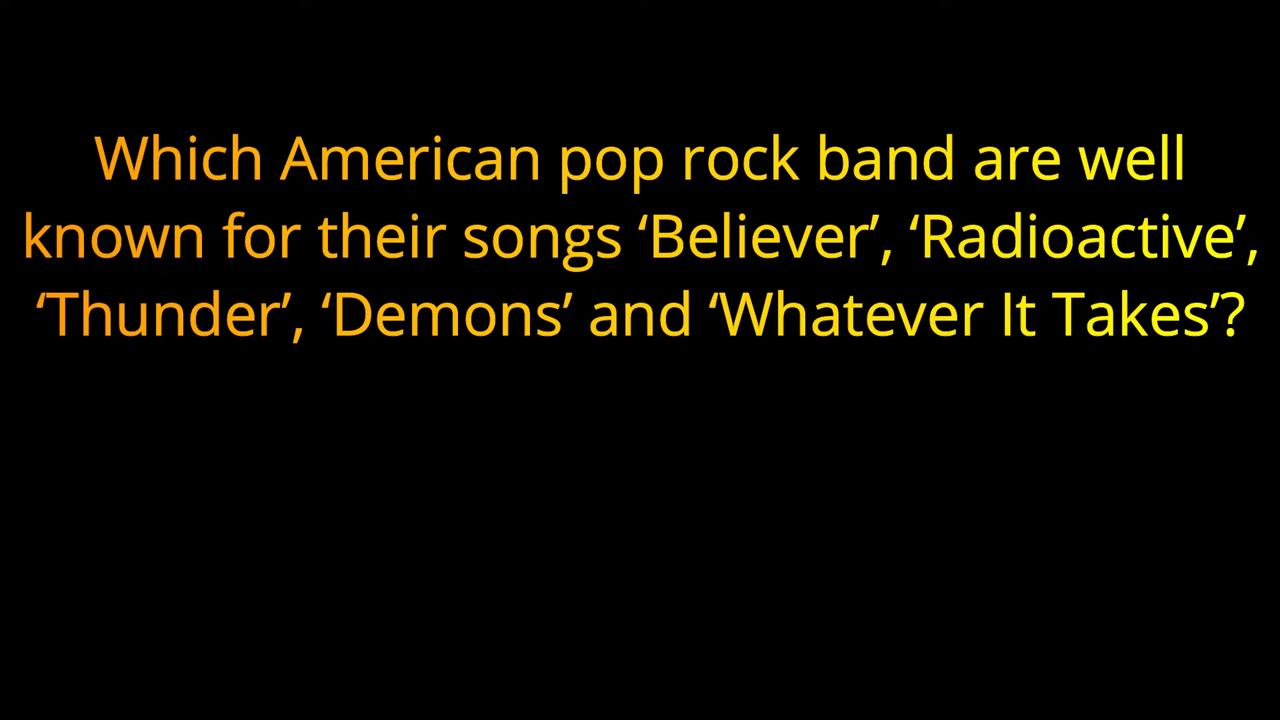 Which American pop rock band are well
known for their songs ‘Believer’, ‘Radioactive’,
‘Thunder’, ‘Demons’ and ‘Whatever It Takes’?